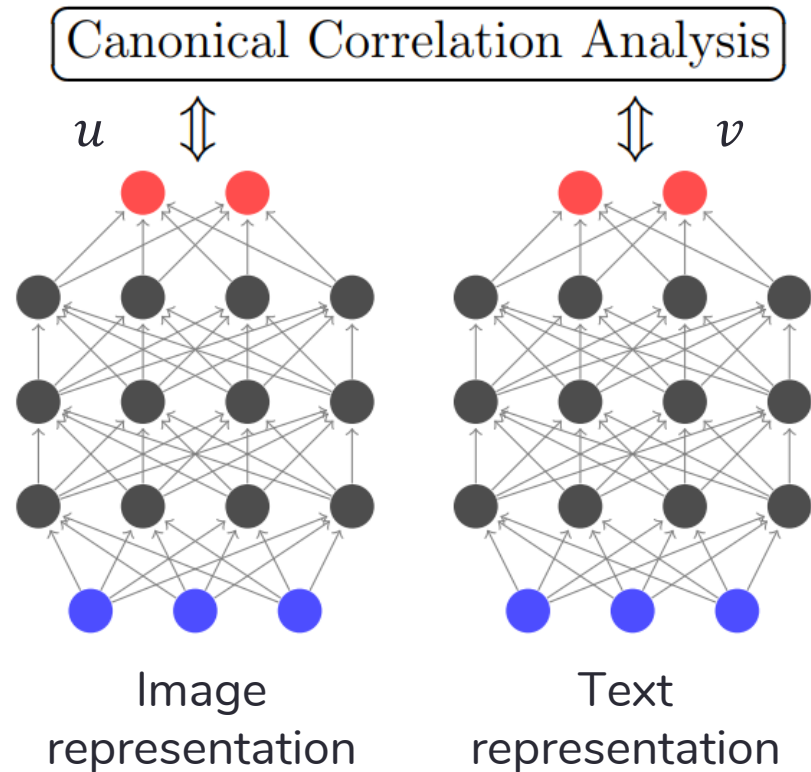 Canonical Correlation Analysis
u v
Image
representation
Text
representation